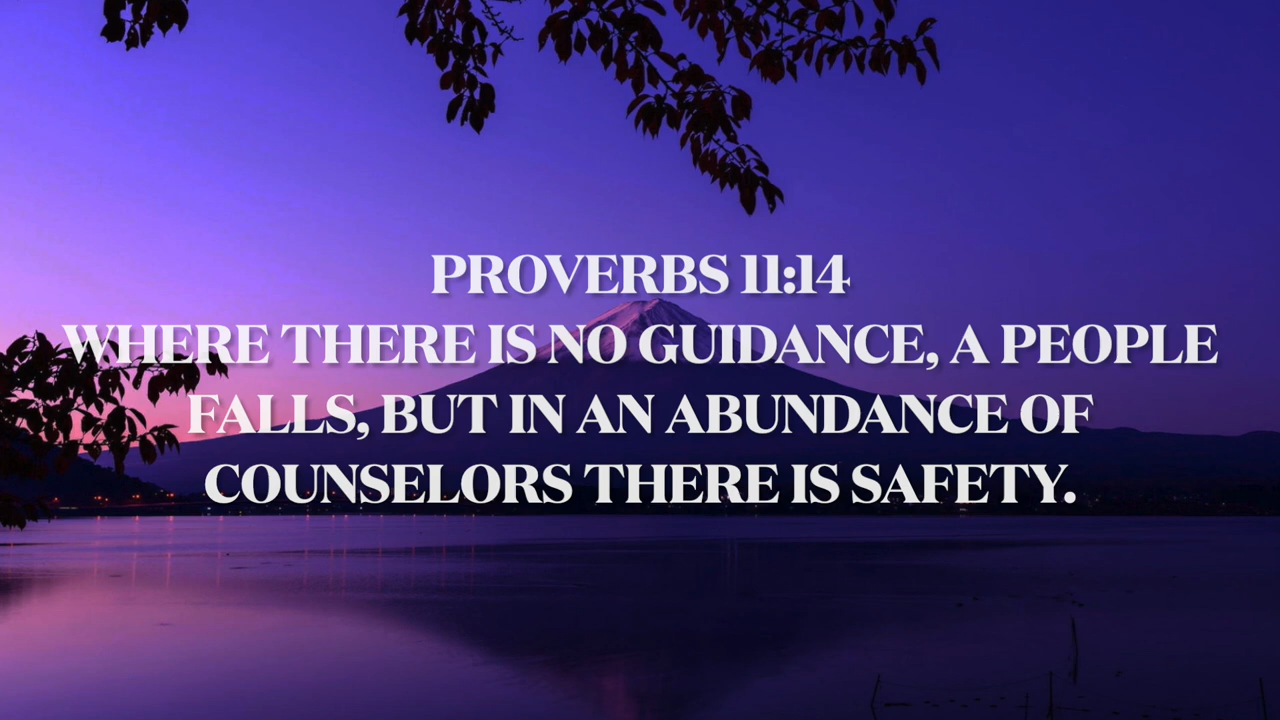 PROVERBS 11:14
WHERE THERE IS NO GUIDANCE, A PEOPLE
FALLS, BUT IN AN ABUNDANCE OF
COUNSELORS THERE IS SAFETY.